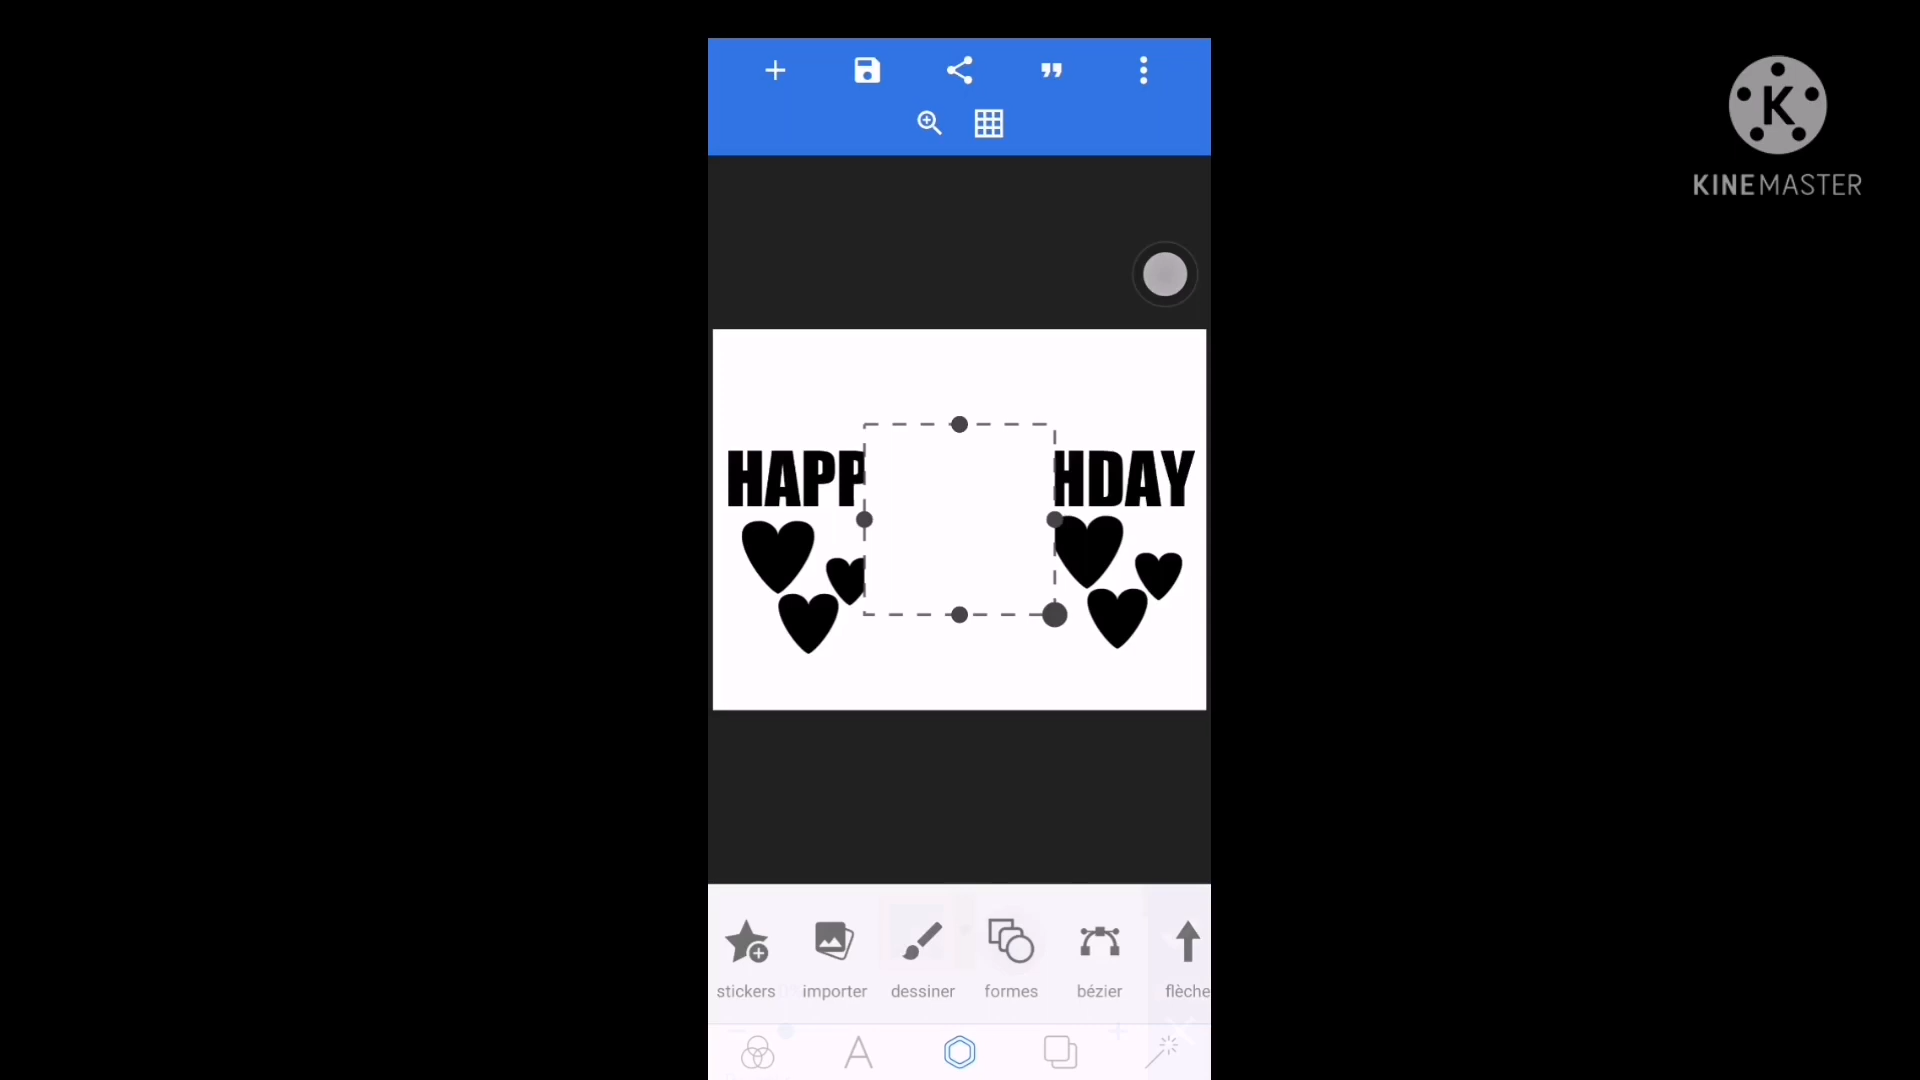 K
KINEMASTER
HAPP HDAY
stickers importer dessiner formes bézier flèche